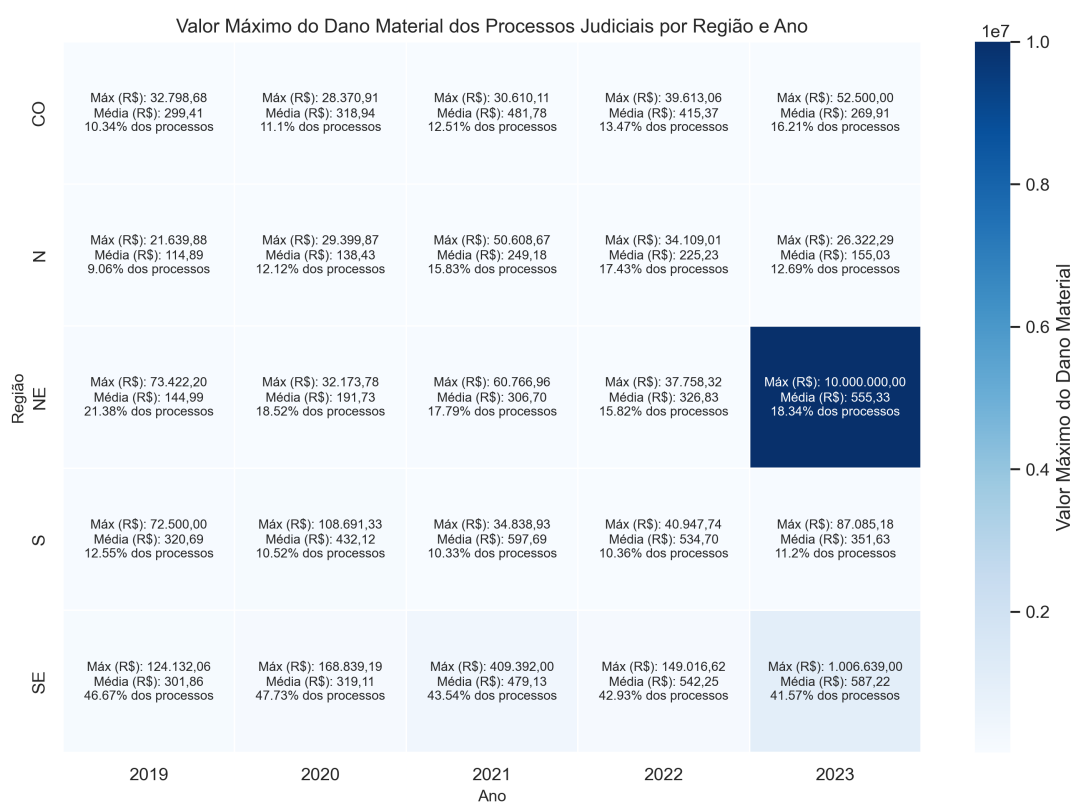 Valor Máximo do Dano Material dos Processos Judiciais por Região e Ano
1e7
1.0
0.8
0.6
0.4
0.2
Valor Máximo do Dano Material
Região
CO
Máx (R$): 32.798,68
Média (R$): 299,41
10.34% dos processos
Máx (R$): 28.370,91
Média (R$): 318,94
11.1% dos processos
Máx (R$): 30.610,11
Média (R$): 481,78
12.51% dos processos
Máx (R$): 39.613,06
Média (R$): 415,37
13.47% dos processos
Máx (R$): 52.500,00
Média (R$): 269,91
16.21% dos processos
N
Máx (R$): 21.639,88
Média (R$): 114,89
9.06% dos processos
Máx (R$): 29.399,87
Média (R$): 138,43
12.12% dos processos
Máx (R$): 50.608,67
Média (R$): 249,18
15.83% dos processos
Máx (R$): 34.109,01
Média (R$): 225,23
17.43% dos processos
Máx (R$): 26.322,29
Média (R$): 155,03
12.69% dos processos
NE
Máx (R$): 73.422,20
Média (R$): 144,99
21.38% dos processos
Máx (R$): 32.173,78
Média (R$): 191,73
18.52% dos processos
Máx (R$): 60.766,96
Média (R$): 306,70
17.79% dos processos
Máx (R$): 37.758,32
Média (R$): 326,83
15.82% dos processos
Máx (R$): 10.000.000,00
Média (R$): 555,33
18.34% dos processos
S
Máx (R$): 72.500,00
Média (R$): 320,69
12.55% dos processos
Máx (R$): 108.691,33
Média (R$): 432,12
10.52% dos processos
Máx (R$): 34.838,93
Média (R$): 597,69
10.33% dos processos
Máx (R$): 40.947,74
Média (R$): 534,70
10.36% dos processos
Máx (R$): 87.085,18
Média (R$): 351,63
11.2% dos processos
SE
Máx (R$): 124.132,06
Média (R$): 301,86
46.67% dos processos
Máx (R$): 168.839,19
Média (R$): 319,11
47.73% dos processos
Máx (R$): 409.392,00
Média (R$): 479,13
43.54% dos processos
Máx (R$): 149.016,62
Média (R$): 542,25
42.93% dos processos
Máx (R$): 1.006.639,00
Média (R$): 587,22
41.57% dos processos
2019
2020
2021
2022
2023
Ano